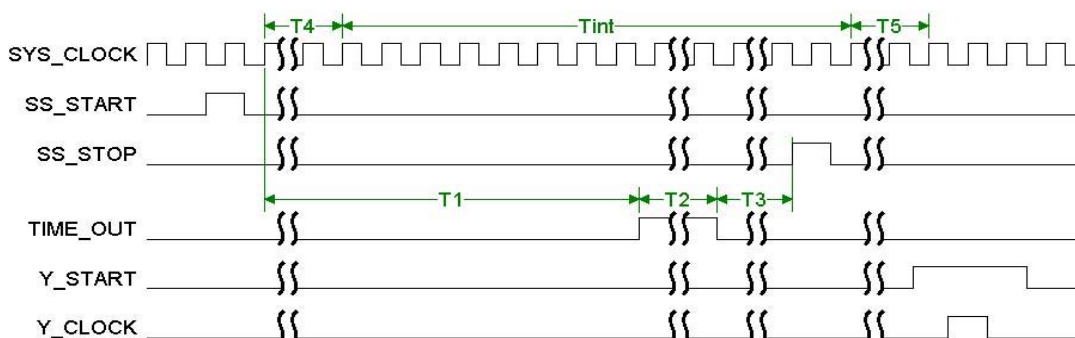 T4 Tint T5
SYS_CLOCK
SS_START
SS_STOP
T1 T2 T3
TIME_OUT
Y_START
Y_CLOCK